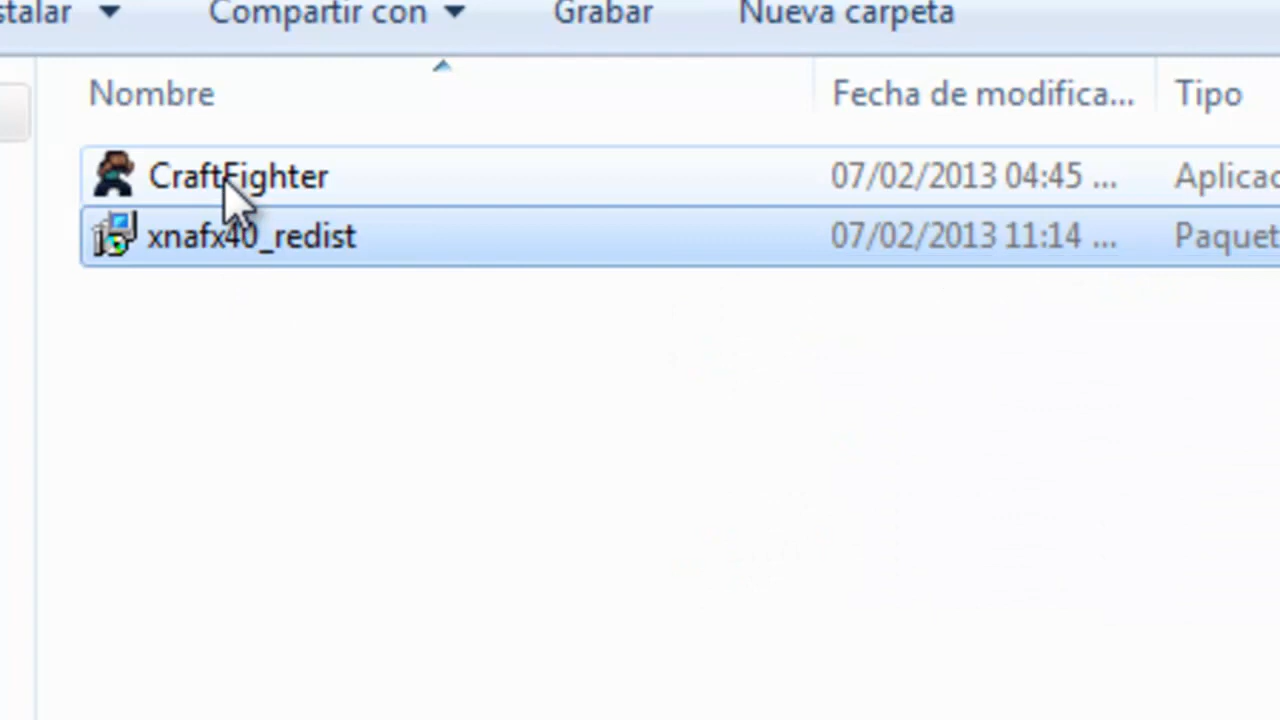 stalar Compartir con Grabar Nueva carpeta
Nombre Fecha de modifica... Tipo
CraftFighter 07/02/2013 04:45 ... Aplicac
xnafx40_redist 07/02/2013 11:14 ... Paquet